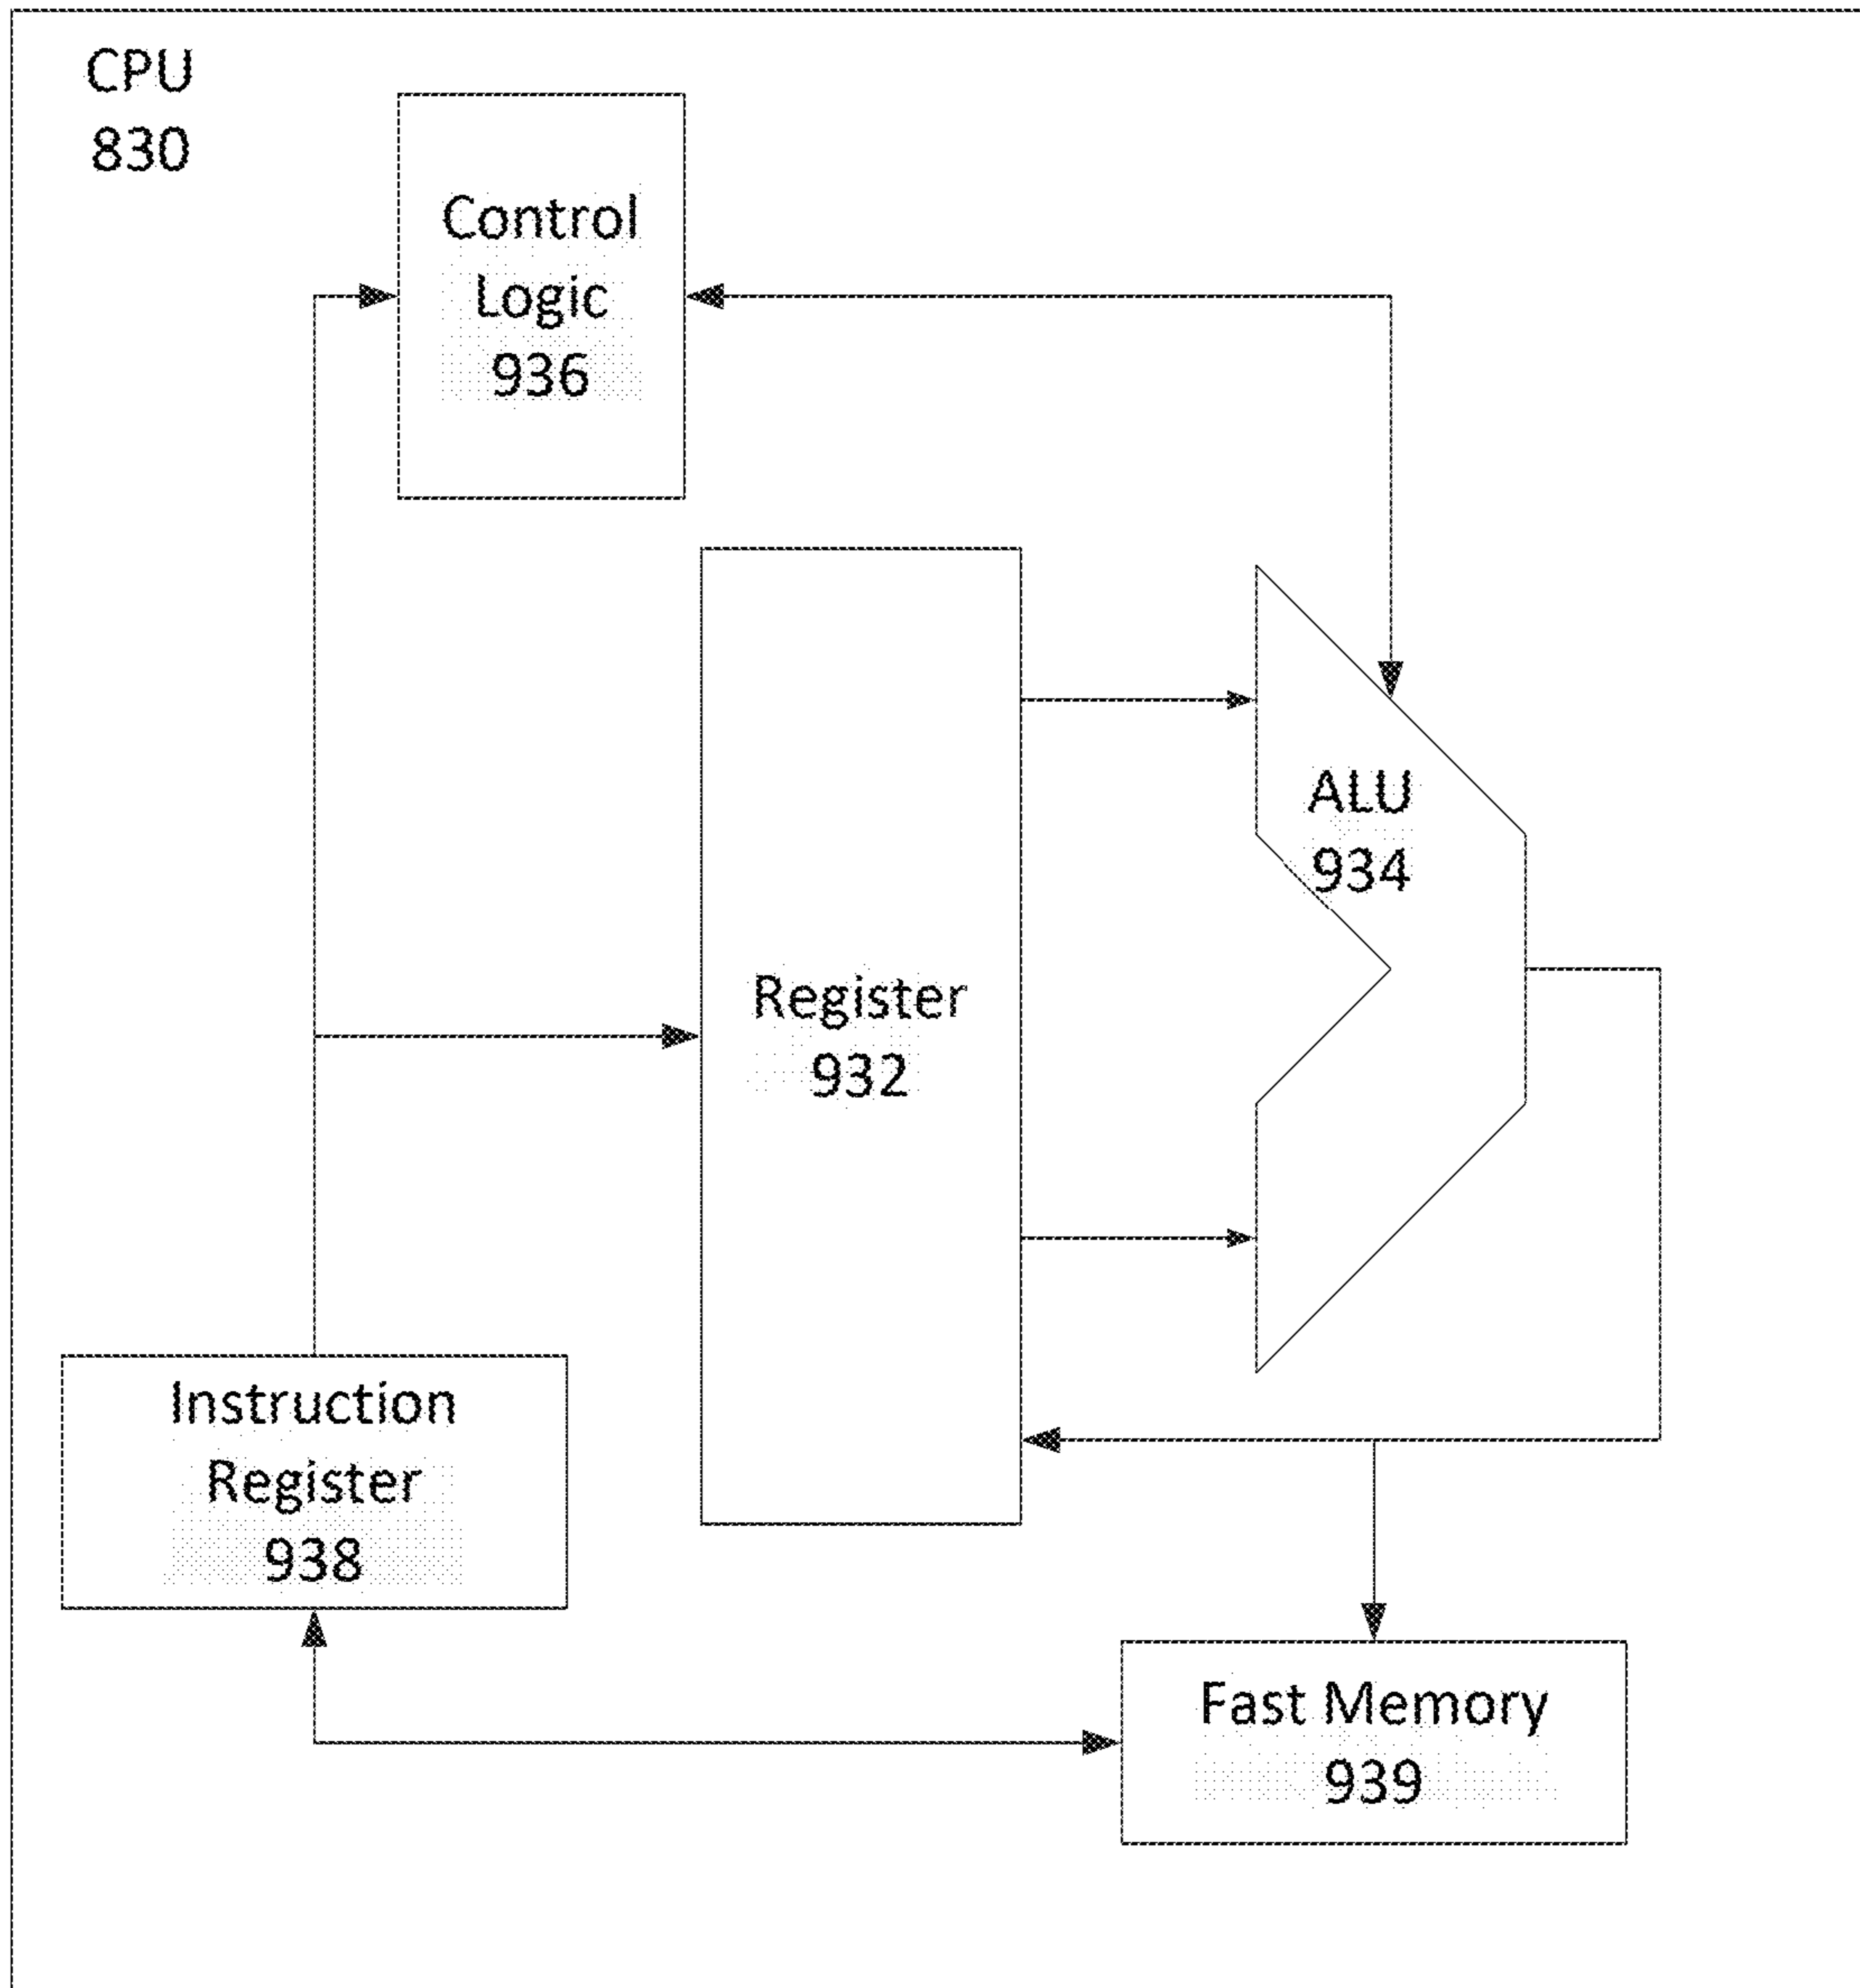 CPU
830
Control
Logic
936
ALU
934
Register
932
Instruction
Register
938
Fast Memory
939